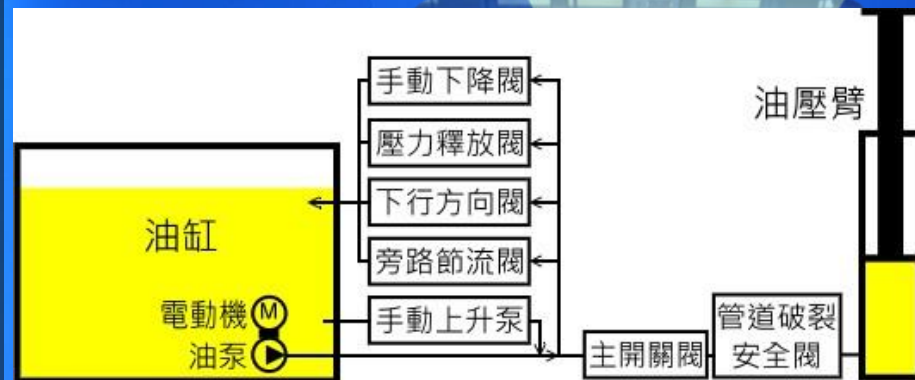 手動下降閥
油壓臂
壓力釋放閥
下行方向閥
油缸
旁路節流閥
電動機 M
手動上升泵
管道破裂
安全閥
油泵
主開關閥